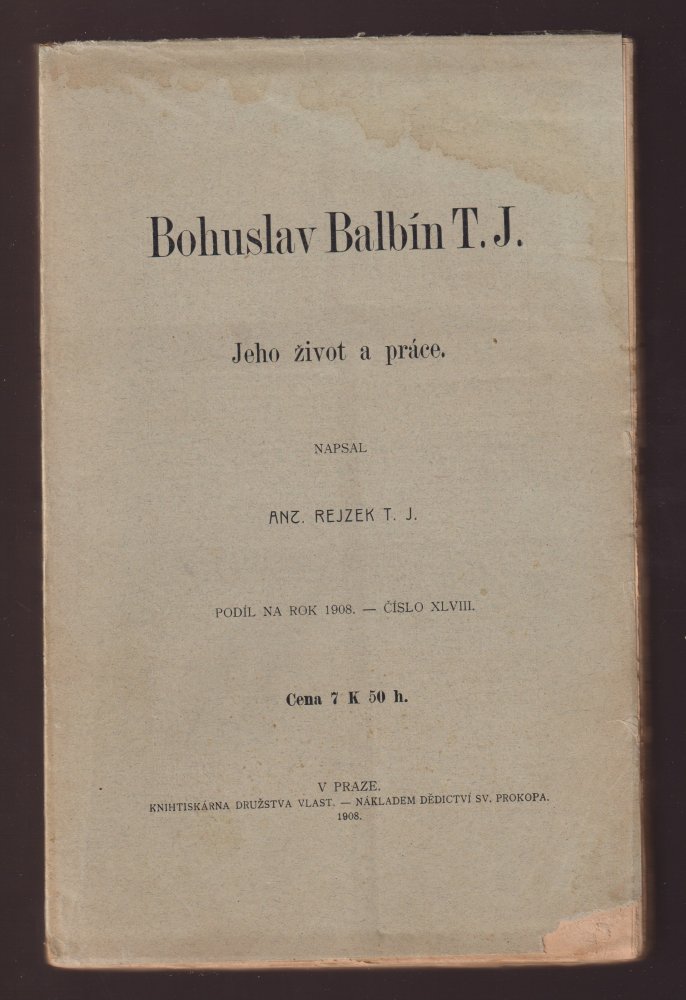 Bohuslav Balbín T. J.
Jeho život a práce.
NAPSAL
ANT. REJZEK T. J.
PODÍL NA ROK 1908. — ČÍSLO XLVIII.
Cena 7 K 50 h.
V PRAZE.
KNIHTISKÁRNA DRUŽSTVA VLAST. — NÁKLADEM DĚDICTVÍ SV. PROKOPA.
1908.